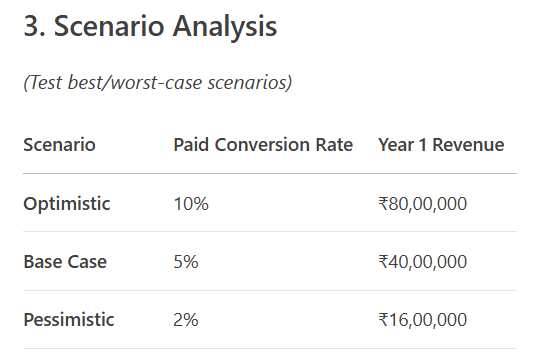 3. Scenario Analysis
(Test best/worst-case scenarios)
Scenario Paid Conversion Rate Year 1 Revenue
Optimistic 10% ₹80,00,000
Base Case 5% ₹40,00,000
Pessimistic 2% ₹16,00,000